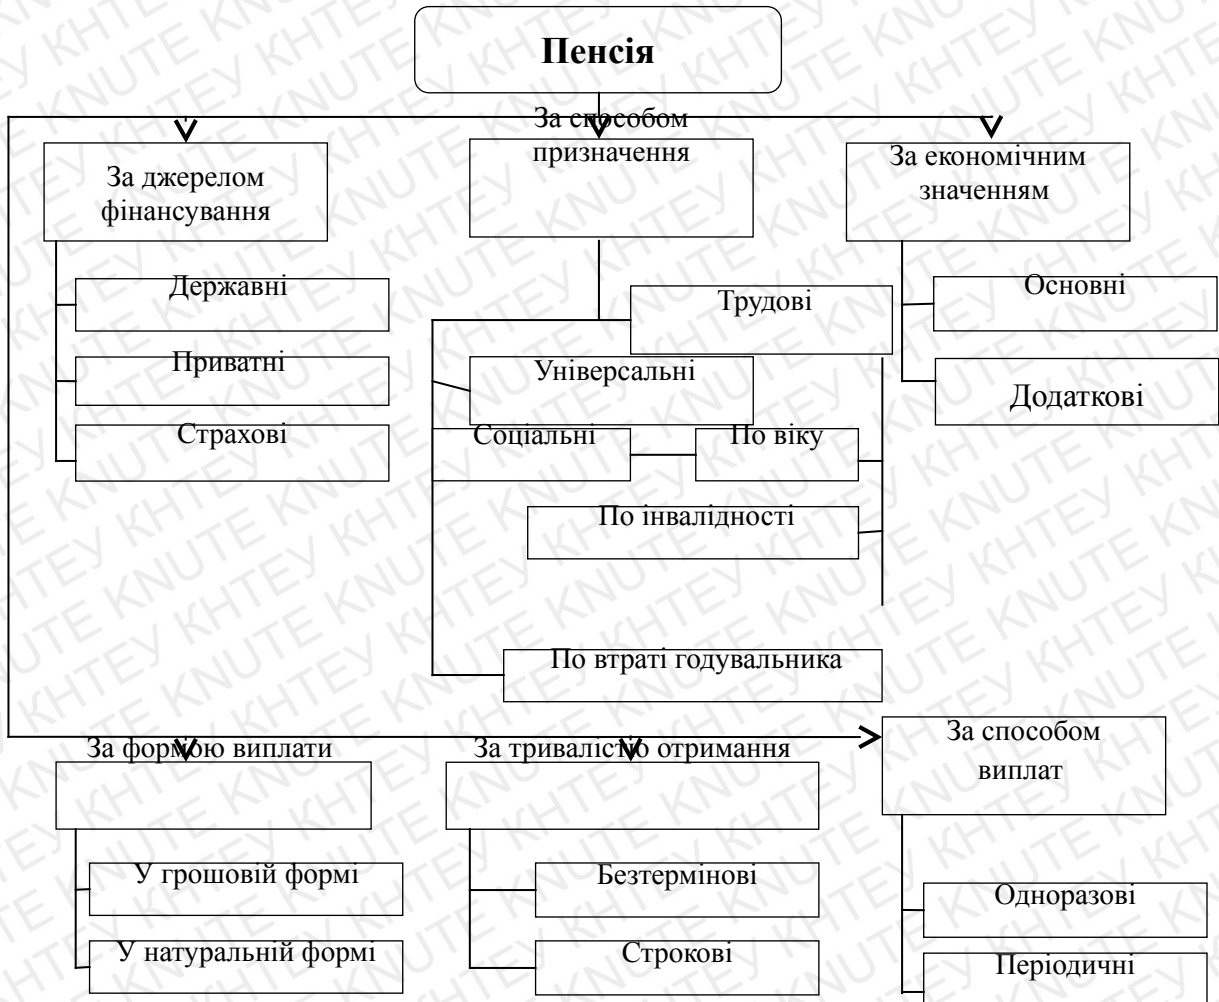 Пенсія
За способом
призначення
За джерелом
фінансування
За економічним
значенням
Державні
Приватні
Страхові
Трудові
Універсальні
Соціальні
По віку
По інвалідності
По втраті годувальника
Основні
Додаткові
За формою виплати
За тривалістю отримання
За способом
виплат
У грошовій формі
У натуральній формі
Безтермінові
Строкові
Одноразові
Періодичні
КНТЕУ KNUTE